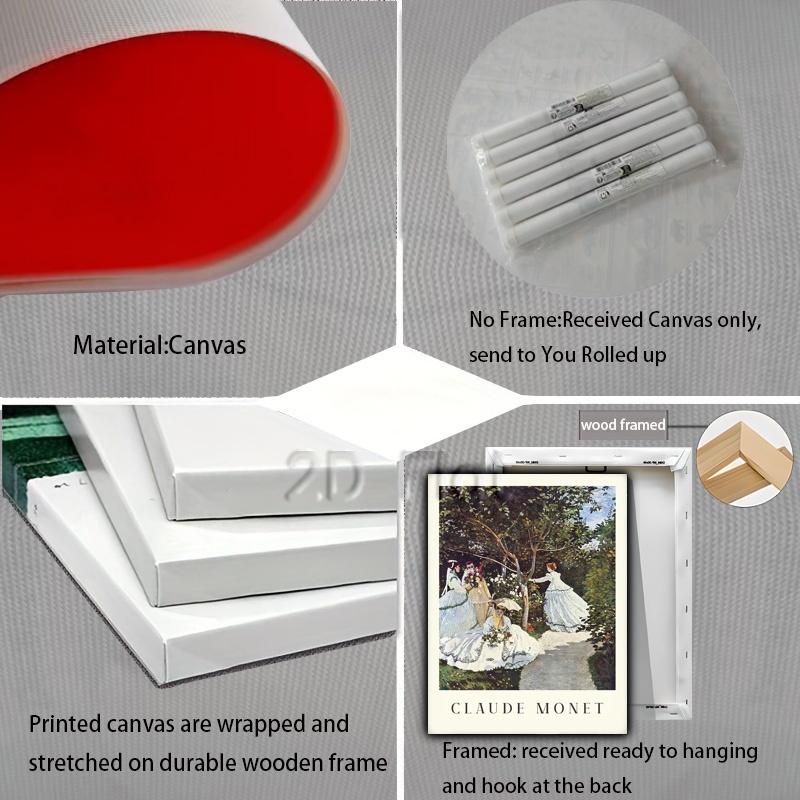 Material:Canvas
No Frame:Received Canvas only,
send to You Rolled up
2D
Printed canvas are wrapped and
stretched on durable wooden frame
wood framed
CLAUDE MONET
Framed: received ready to hanging
and hook at the back